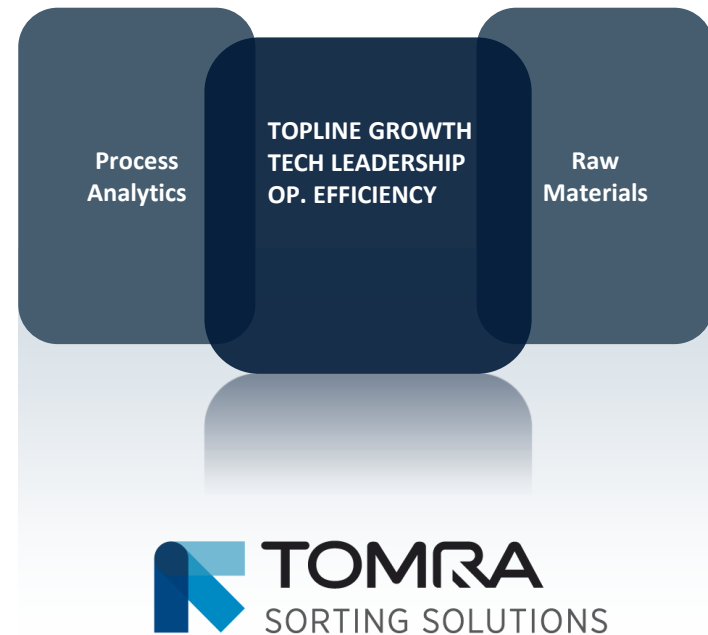 Process
Analytics
TOPLINE GROWTH
TECH LEADERSHIP
OP. EFFICIENCY
Raw
Materials
TOMRA
SORTING SOLUTIONS